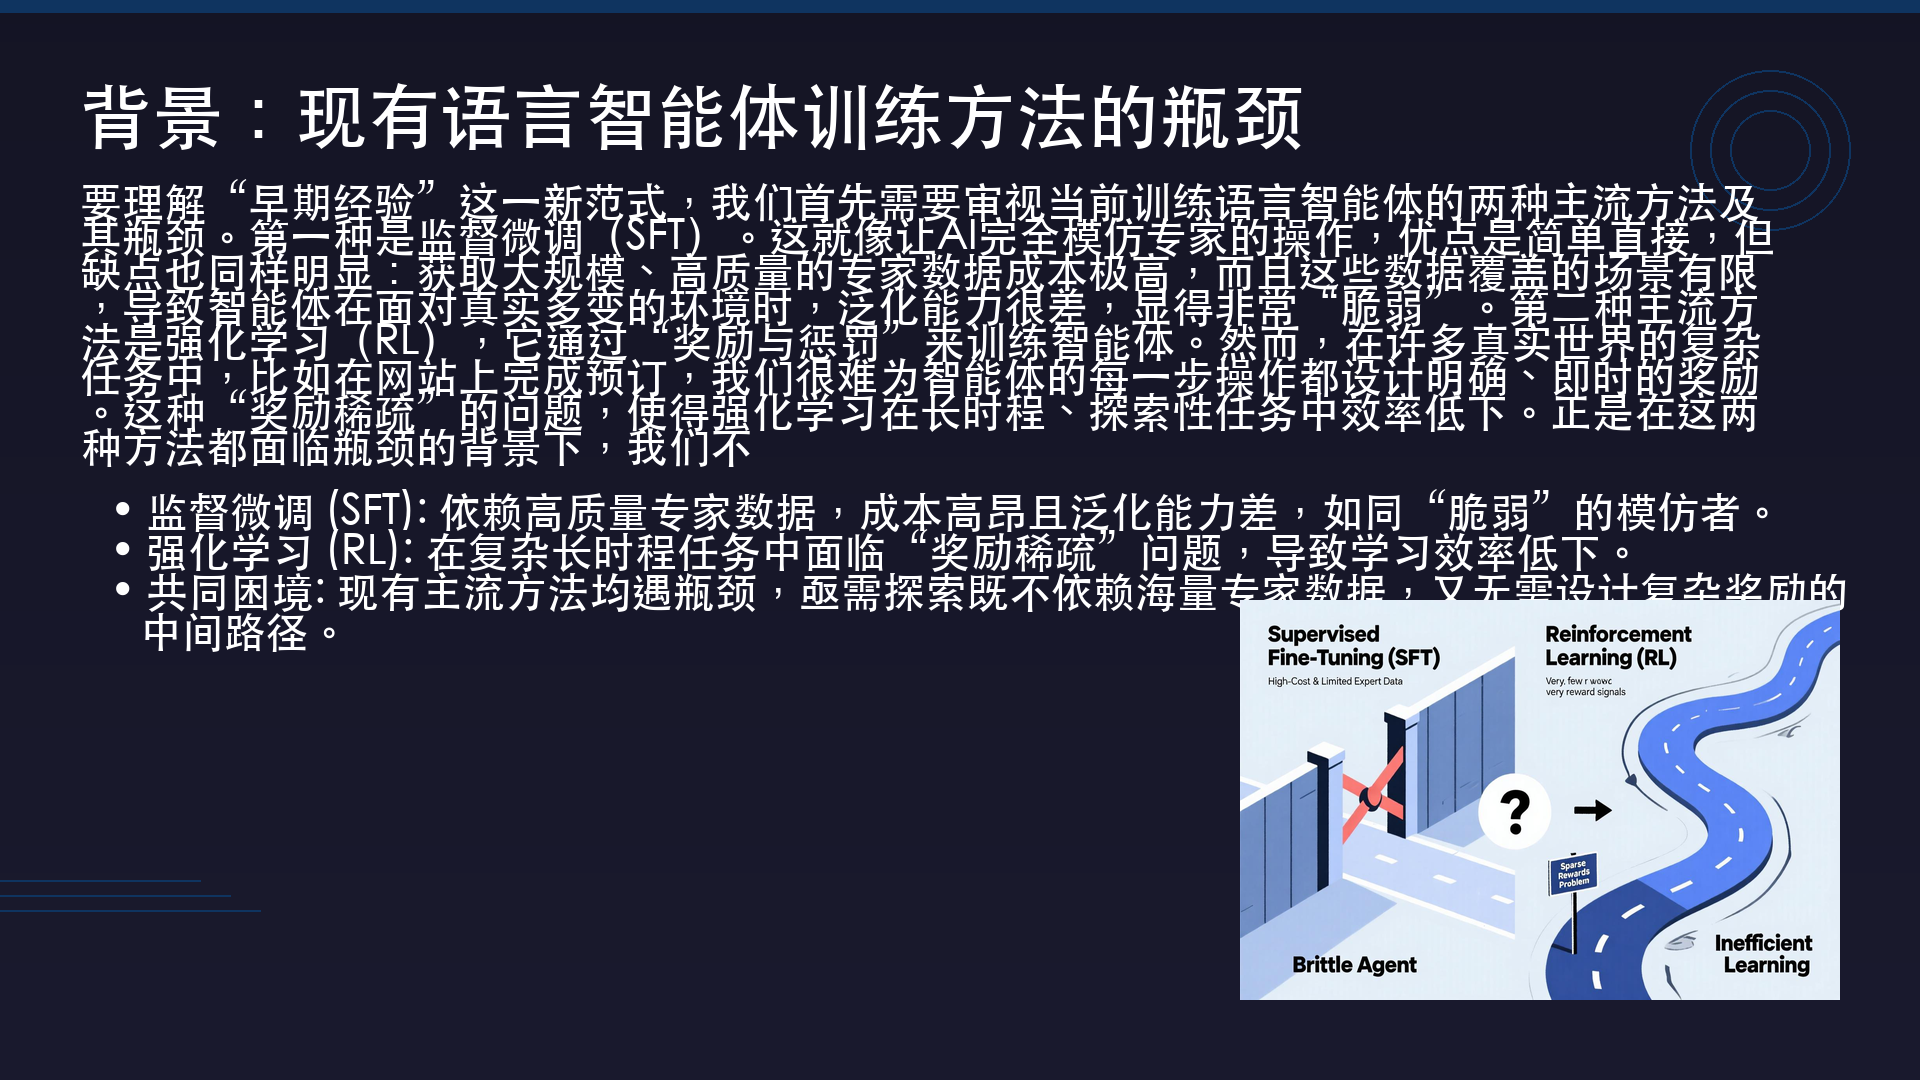 背景：现有语言智能体训练方法的瓶颈
要理解“早期经验”这一新范式，我们首先需要审视当前训练语言智能体的两种主流方法及
其瓶颈。第一种是监督微调（SFT）。这就像让AI完全模仿专家的操作，优点是简单直接，但
缺点也同样明显：获取大规模、高质量的专家数据成本极高，而且这些数据覆盖的场景有限
，导致智能体在面对真实多变的环境时，泛化能力很差，显得非常“脆弱”。第二种主流方
法是强化学习（RL），它通过“奖励与惩罚”来训练智能体。然而，在许多真实世界的复杂
任务中，比如在网站上完成预订，我们很难为智能体的每一步操作都设计明确、即时的奖励
。这种“奖励稀疏”的问题，使得强化学习在长时程、探索性任务中效率低下。正是在这两
种方法都面临瓶颈的背景下，我们不
• 监督微调 (SFT): 依赖高质量专家数据，成本高昂且泛化能力差，如同“脆弱”的模仿者。
• 强化学习 (RL): 在复杂长时程任务中面临“奖励稀疏”问题，导致学习效率低下。
• 共同困境: 现有主流方法均遇瓶颈，亟需探索既不依赖海量专家数据，又无需设计复杂奖励的
中间路径。
Supervised
Fine-Tuning (SFT)
High-Cost & Limited Expert Data
Reinforcement
Learning (RL)
Very, few r
very reward signals
?
Sparse
Rewards
Problem
Brittle Agent
Inefficient
Learning